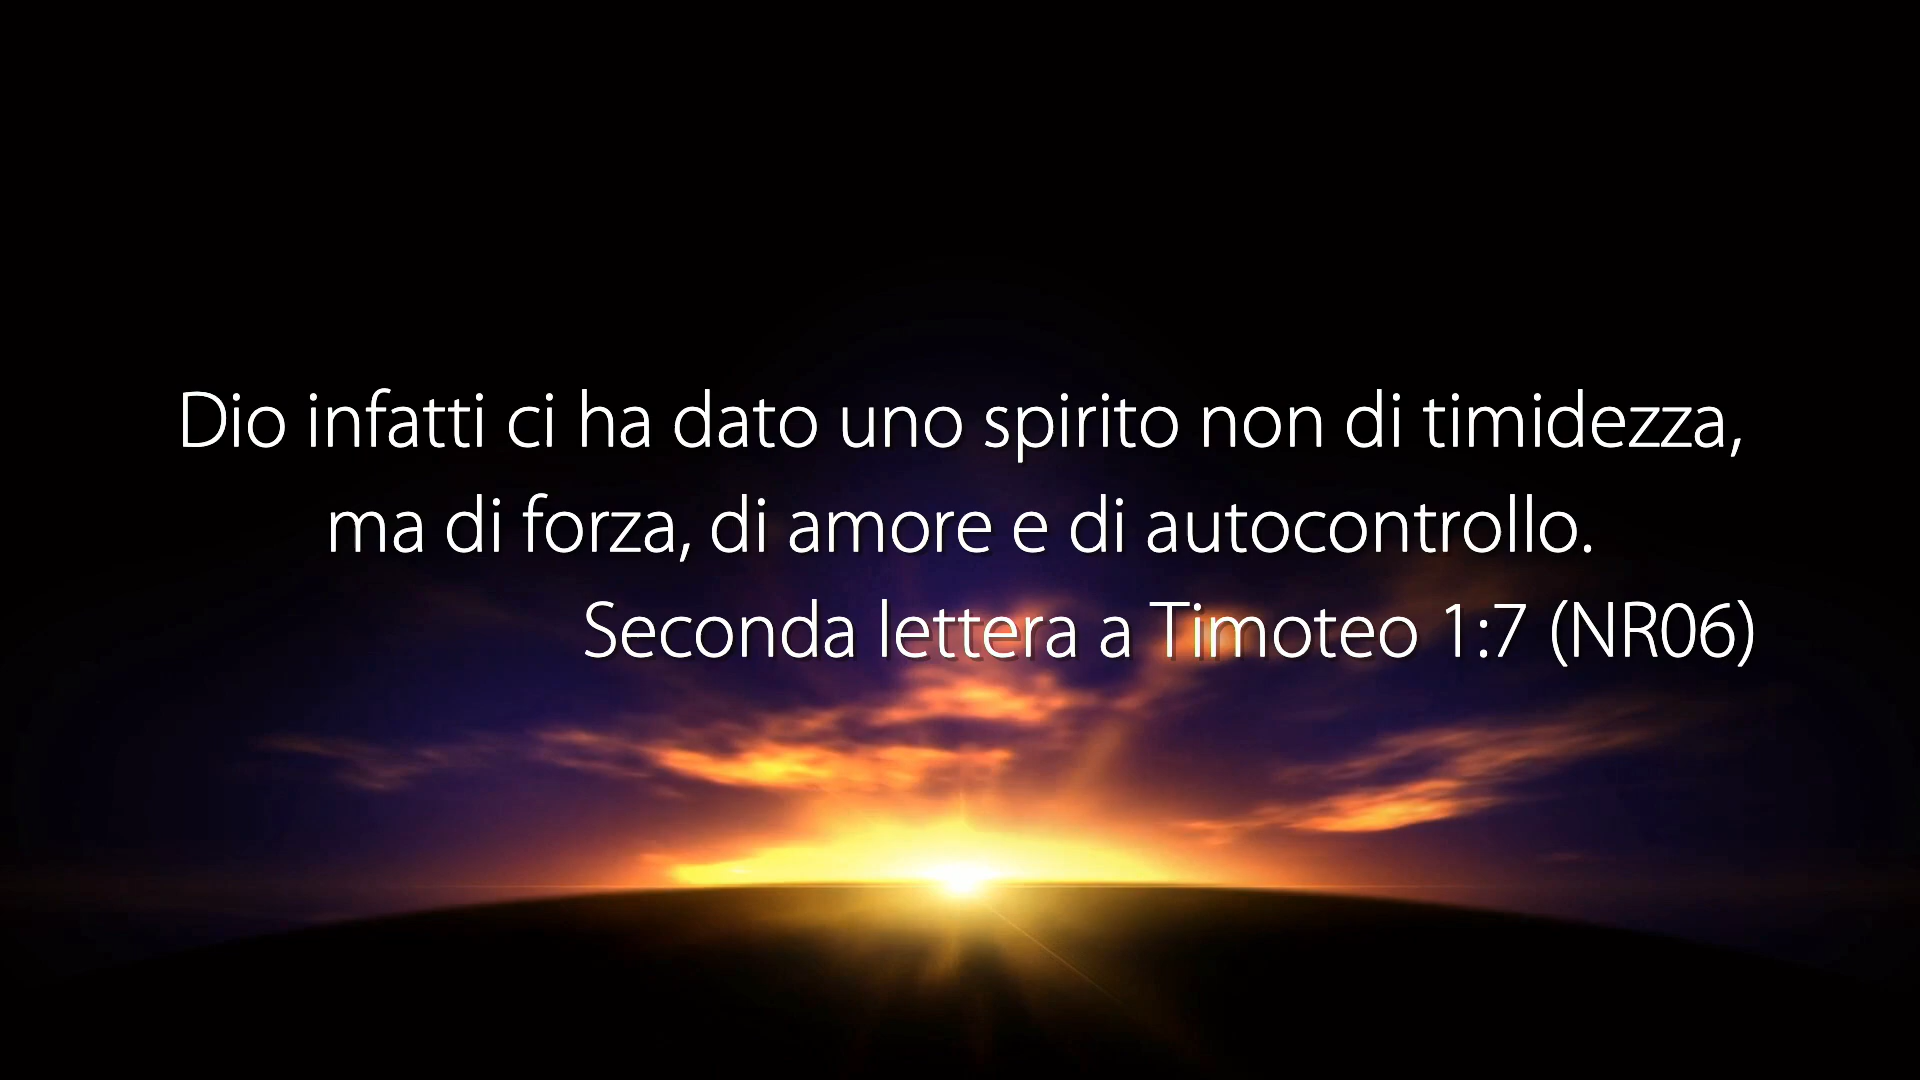 Dio infatti ci ha dato uno spirito non di timidezza,
ma di forza, di amore e di autocontrollo.
Seconda lettera a Timoteo 1:7 (NR06)